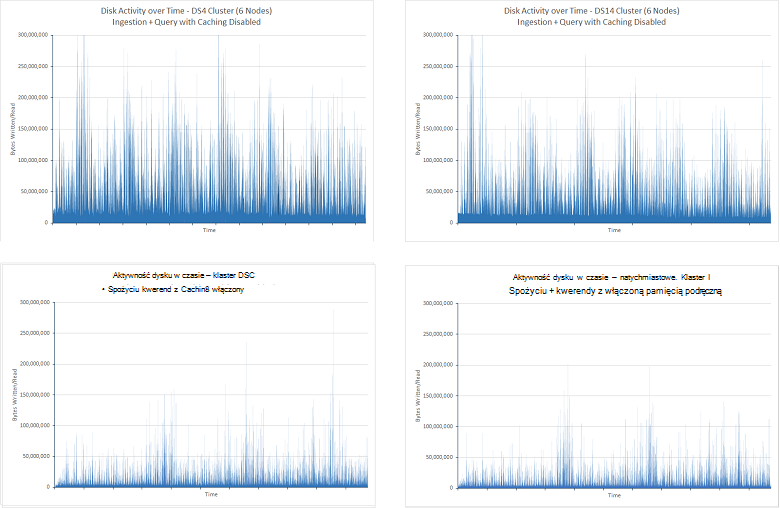 Disk Activity over Time - DS4 Cluster (6 Nodes)
Ingestion + Query with Caching Disabled
300,000,000
250,000,000
200,000,000
150,000,000
100,000,000
50,000,000
0
Bytes Written/Read
Time
Disk Activity over Time - DS14 Cluster (6 Nodes)
Ingestion + Query with Caching Disabled
300,000,000
250,000,000
200,000,000
150,000,000
100,000,000
50,000,000
0
Bytes Written/Read
Time
Aktywność dysku w czasie – klaster DSC
• Spożyciu kwerend z Cachin8 włączony
300,000,000
250,000,000
200,000,000
150,000,000
100,000,000
50,000,000
0
Bytes Written/Read
Time
Aktywność dysku w czasie – natychmiastowe. Klaster I
Spożyciu + kwerendy z włączoną pamięcią podręczną
300,000,000
250,000,000
200,000,000
150,000,000
100,000,000
50,000,000
0
Bytes Written/Read
Time